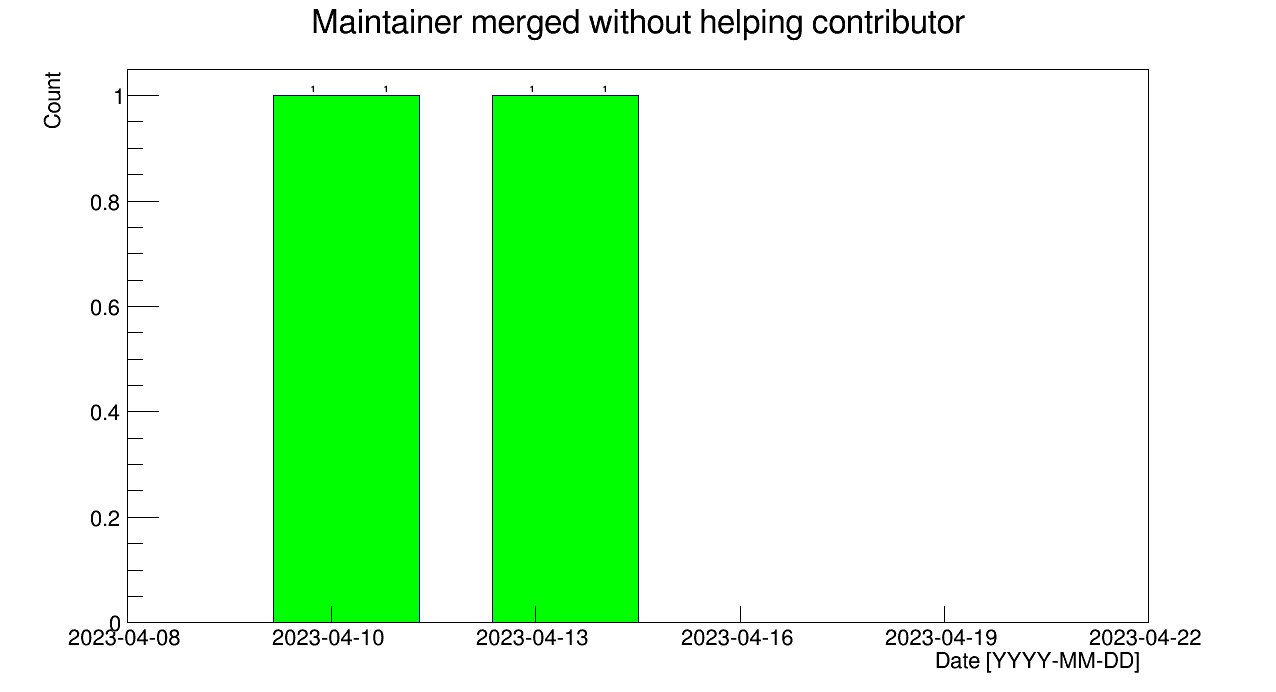 Maintainer merged without helping contributor
Count
1 1 1 1
1
0.8
0.6
0.4
0.2
0
2023-04-08 2023-04-10 2023-04-13 2023-04-16 2023-04-19 2023-04-22
Date [YYYY-MM-DD]